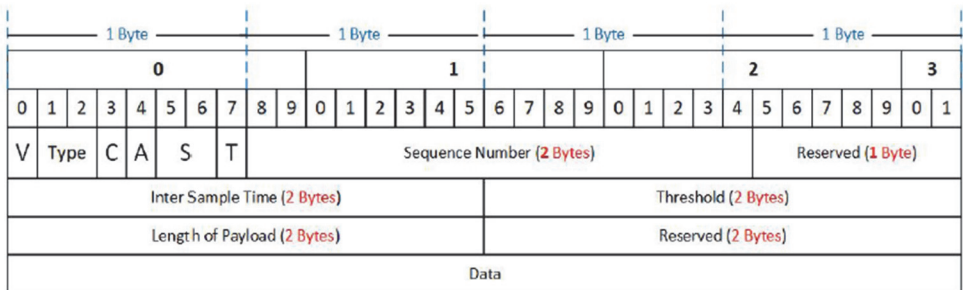 1 Byte 1 Byte 1 Byte 1 Byte
0 1 2 3
0 1 2 3 4 5 6 7 8 9 0 1 2 3 4 5 6 7 8 9 0 1 2 3 4 5 6 7 8 9 0 1
V Type C A S T Sequence Number (2 Bytes) Reserved (1 Byte)
Inter Sample Time (2 Bytes) Threshold (2 Bytes)
Length of Payload (2 Bytes) Reserved (2 Bytes)
Data